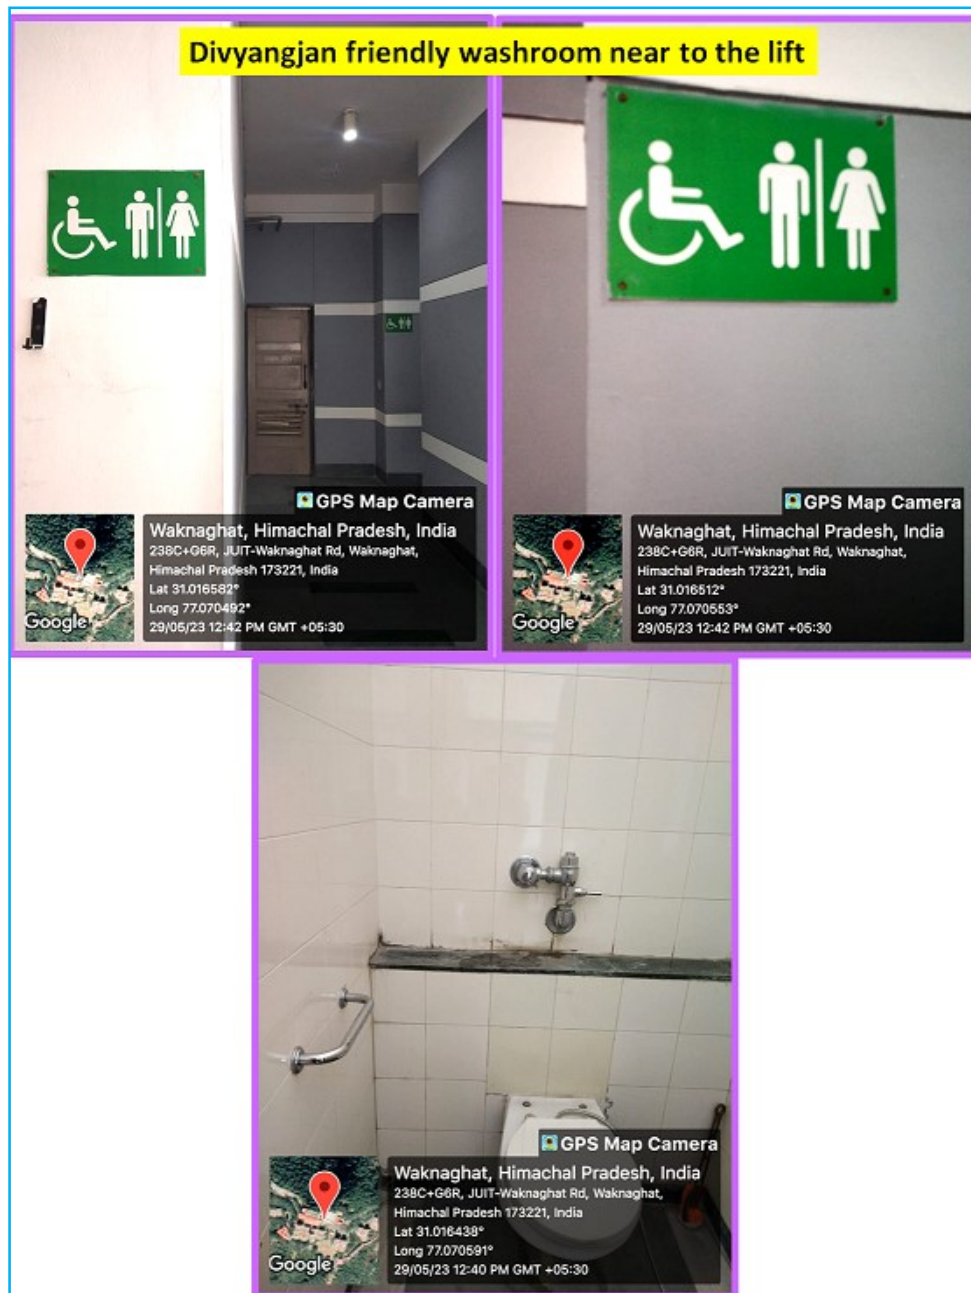 Divyangjan friendly washroom near to the lift
GPS Map Camera
Waknaghat, Himachal Pradesh, India
238C+G6R, JUIT-Waknaghat Rd, Waknaghat,
Himachal Pradesh 173221, India
Lat 31.016582°
Long 77.070492°
29/05/23 12:42 PM GMT +05:30
Google
GPS Map Camera
Waknaghat, Himachal Pradesh, India
238C+G6R, JUIT-Waknaghat Rd, Waknaghat,
Himachal Pradesh 173221, India
Lat 31.016512°
Long 77.070553°
29/05/23 12:42 PM GMT +05:30
Google
GPS Map Camera
Waknaghat, Himachal Pradesh, India
238C+G6R, JUIT-Waknaghat Rd, Waknaghat,
Himachal Pradesh 173221, India
Lat 31.016438°
Long 77.070591°
29/05/23 12:40 PM GMT +05:30
Google